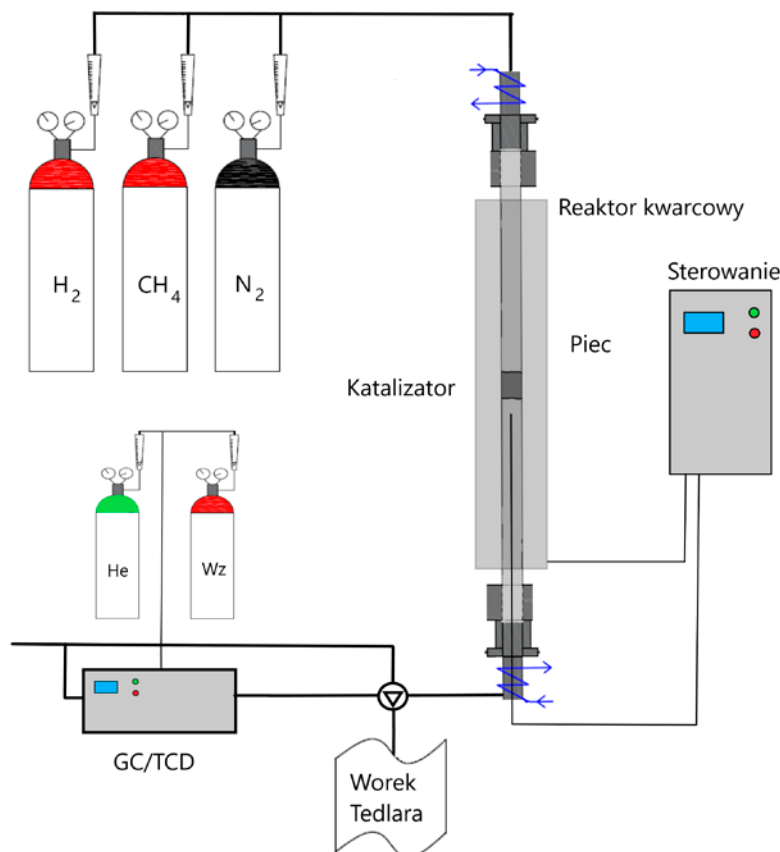 H2
CH4
N2
Reaktor kwarcowy
Sterowanie
Piec
Katalizator
He
Wz
GC/TCD
Worek
Tedlara